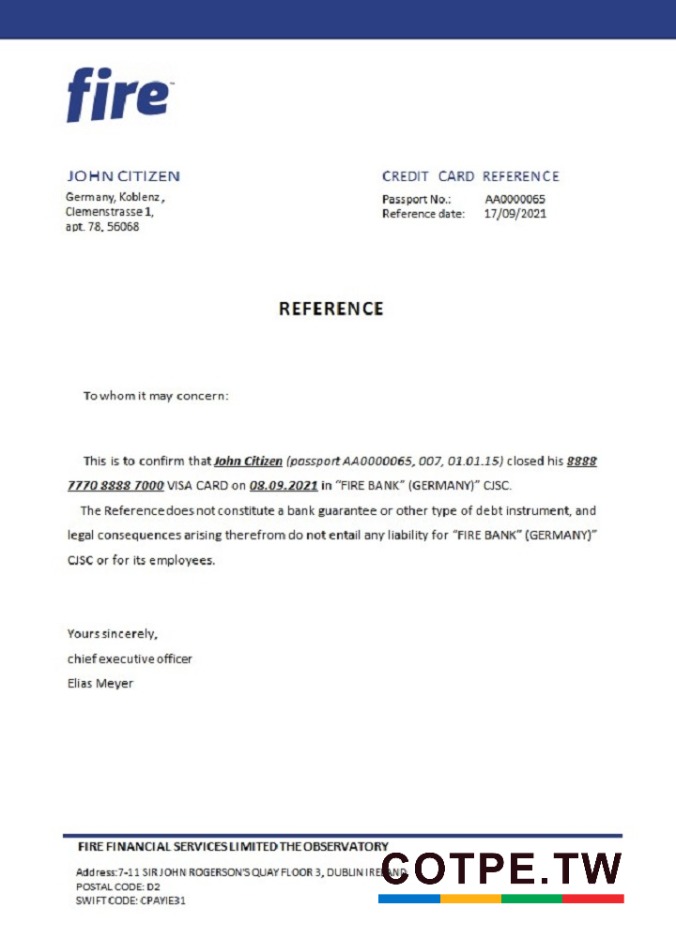 fire™
JOHN CITIZEN
Germany, Koblenz,
Clemenstrasse 1,
apt. 78, 56068
CREDIT CARD REFERENCE
Passport No.: AA0000065
Reference date: 17/09/2021
REFERENCE
To whom it may concern:
This is to confirm that John Citizen (passport AA0000065, 007, 01.01.15) closed his 8888
7770 8888 7000 VISA CARD on 08.09.2021 in "FIRE BANK" (GERMANY)" CJSC.
The Reference does not constitute a bank guarantee or other type of debt instrument, and
legal consequences arising therefrom do not entail any liability for "FIRE BANK" (GERMANY)"
CJSC or for its employees.
Yours sincerely,
chief executive officer
Elias Meyer
FIRE FINANCIAL SERVICES LIMITED THE OBSERVATORY
Address:7-11 SIR JOHN ROGERSON'S QUAY FLOOR 3, DUBLIN IRELAND
POSTAL CODE: D2
SWIFT CODE: CPAYIE31
COTPE.TW